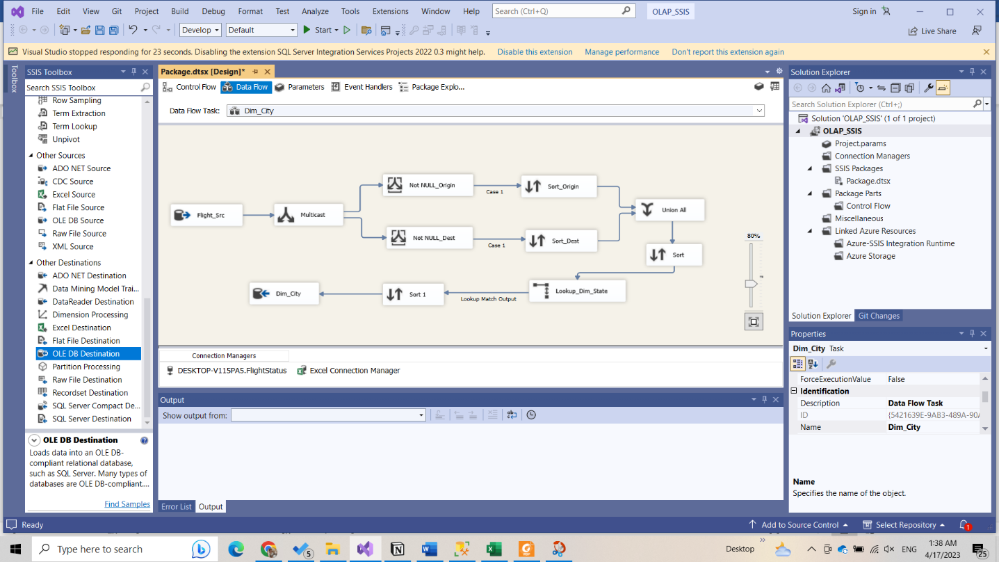 File Edit View Git Project Build Debug Format Test Analyze Tools Extensions Window Help Search (Ctrl+Q) OLAP_SSIS Sign in
Develop Default Start Live Share
Visual Studio stopped responding for 23 seconds. Disabling the extension SQL Server Integration Services Projects 2022 0.3 might help. Disable this extension Manage performance Don't report this extension again
Toolbox
SSIS Toolbox
Search SSIS Toolbox
Row Sampling
Term Extraction
Term Lookup
Unpivot
Other Sources
ADO NET Source
CDC Source
Excel Source
Flat File Source
OLE DB Source
Raw File Source
XML Source
Other Destinations
ADO NET Destination
Data Mining Model Trai...
DataReader Destination
Dimension Processing
Excel Destination
Flat File Destination
OLE DB Destination
Partition Processing
Raw File Destination
Recordset Destination
SQL Server Compact De...
SQL Server Destination
OLE DB Destination
Loads data into an OLE DB-
compliant relational database,
such as SQL Server. Many types of
databases are OLE DB-compliant....
Find Samples
Package.dtsx [Design]*
Control Flow Data Flow Parameters Event Handlers Package Explo...
Data Flow Task: Dim_City
Not NULL_Origin Case 1 Sort_Origin
Flight_Src Multicast Union All
Not NULL_Dest Case 1 Sort_Dest
80%
Sort
Dim_City Sort 1 Lookup Match Output Lookup_Dim_State
Connection Managers
DESKTOP-V115PA5.FlightStatus Excel Connection Manager
Output
Show output from:
Error List Output
Solution Explorer
Search Solution Explorer (Ctrl+;)
Solution 'OLAP_SSIS' (1 of 1 project)
OLAP_SSIS
Project.params
Connection Managers
SSIS Packages
Package.dtsx
Package Parts
Control Flow
Miscellaneous
Linked Azure Resources
Azure-SSIS Integration Runtime
Azure Storage
Solution Explorer Git Changes
Properties
Dim_City Task
ForceExecutionValue False
Identification
Description Data Flow Task
ID {5421639E-9AB3-489A-90A
Name Dim_City
Name
Specifies the name of the object.
Ready Add to Source Control Select Repository 1
Type here to search 5 Desktop ENG 1:38 AM
4/17/2023 25